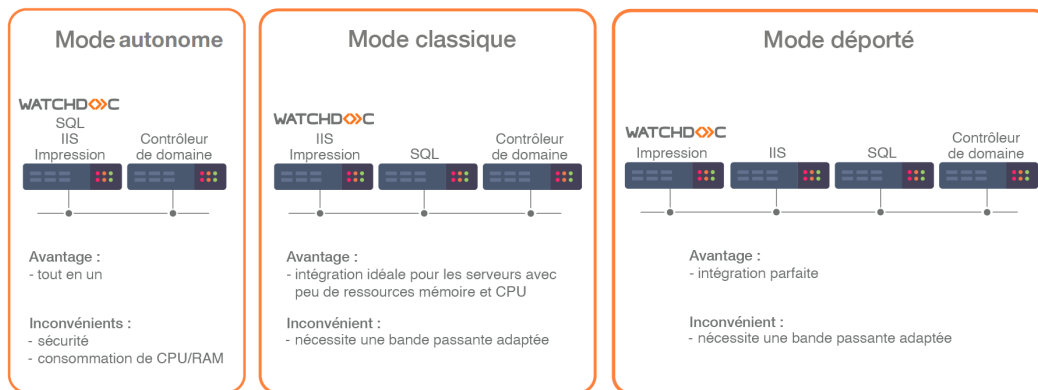 Mode autonome
WATCHDOC
SQL
IIS
Impression
Contrôleur
de domaine
Avantage :
- tout en un
Inconvénients :
- sécurité
- consommation de CPU/RAM
Mode classique
WATCHDOC
IIS
Impression
SQL
Contrôleur
de domaine
Avantage :
- intégration idéale pour les serveurs avec
peu de ressources mémoire et CPU
Inconvénient :
- nécessite une bande passante adaptée
Mode déporté
WATCHDOC
Impression
IIS
SQL
Contrôleur
de domaine
Avantage :
- intégration parfaite
Inconvénient :
- nécessite une bande passante adaptée